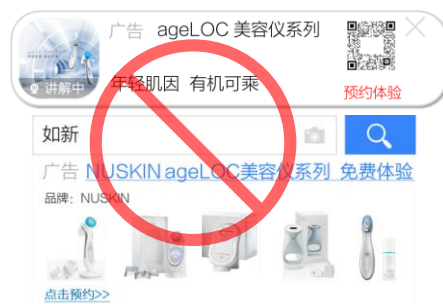 广告 ageLOC 美容仪系列
年轻肌因 有机可乘
讲解中
预约体验
如新
广告 NUSKIN ageLOC美容仪系列 免费体验
品牌：NUSKIN
点击预约>>